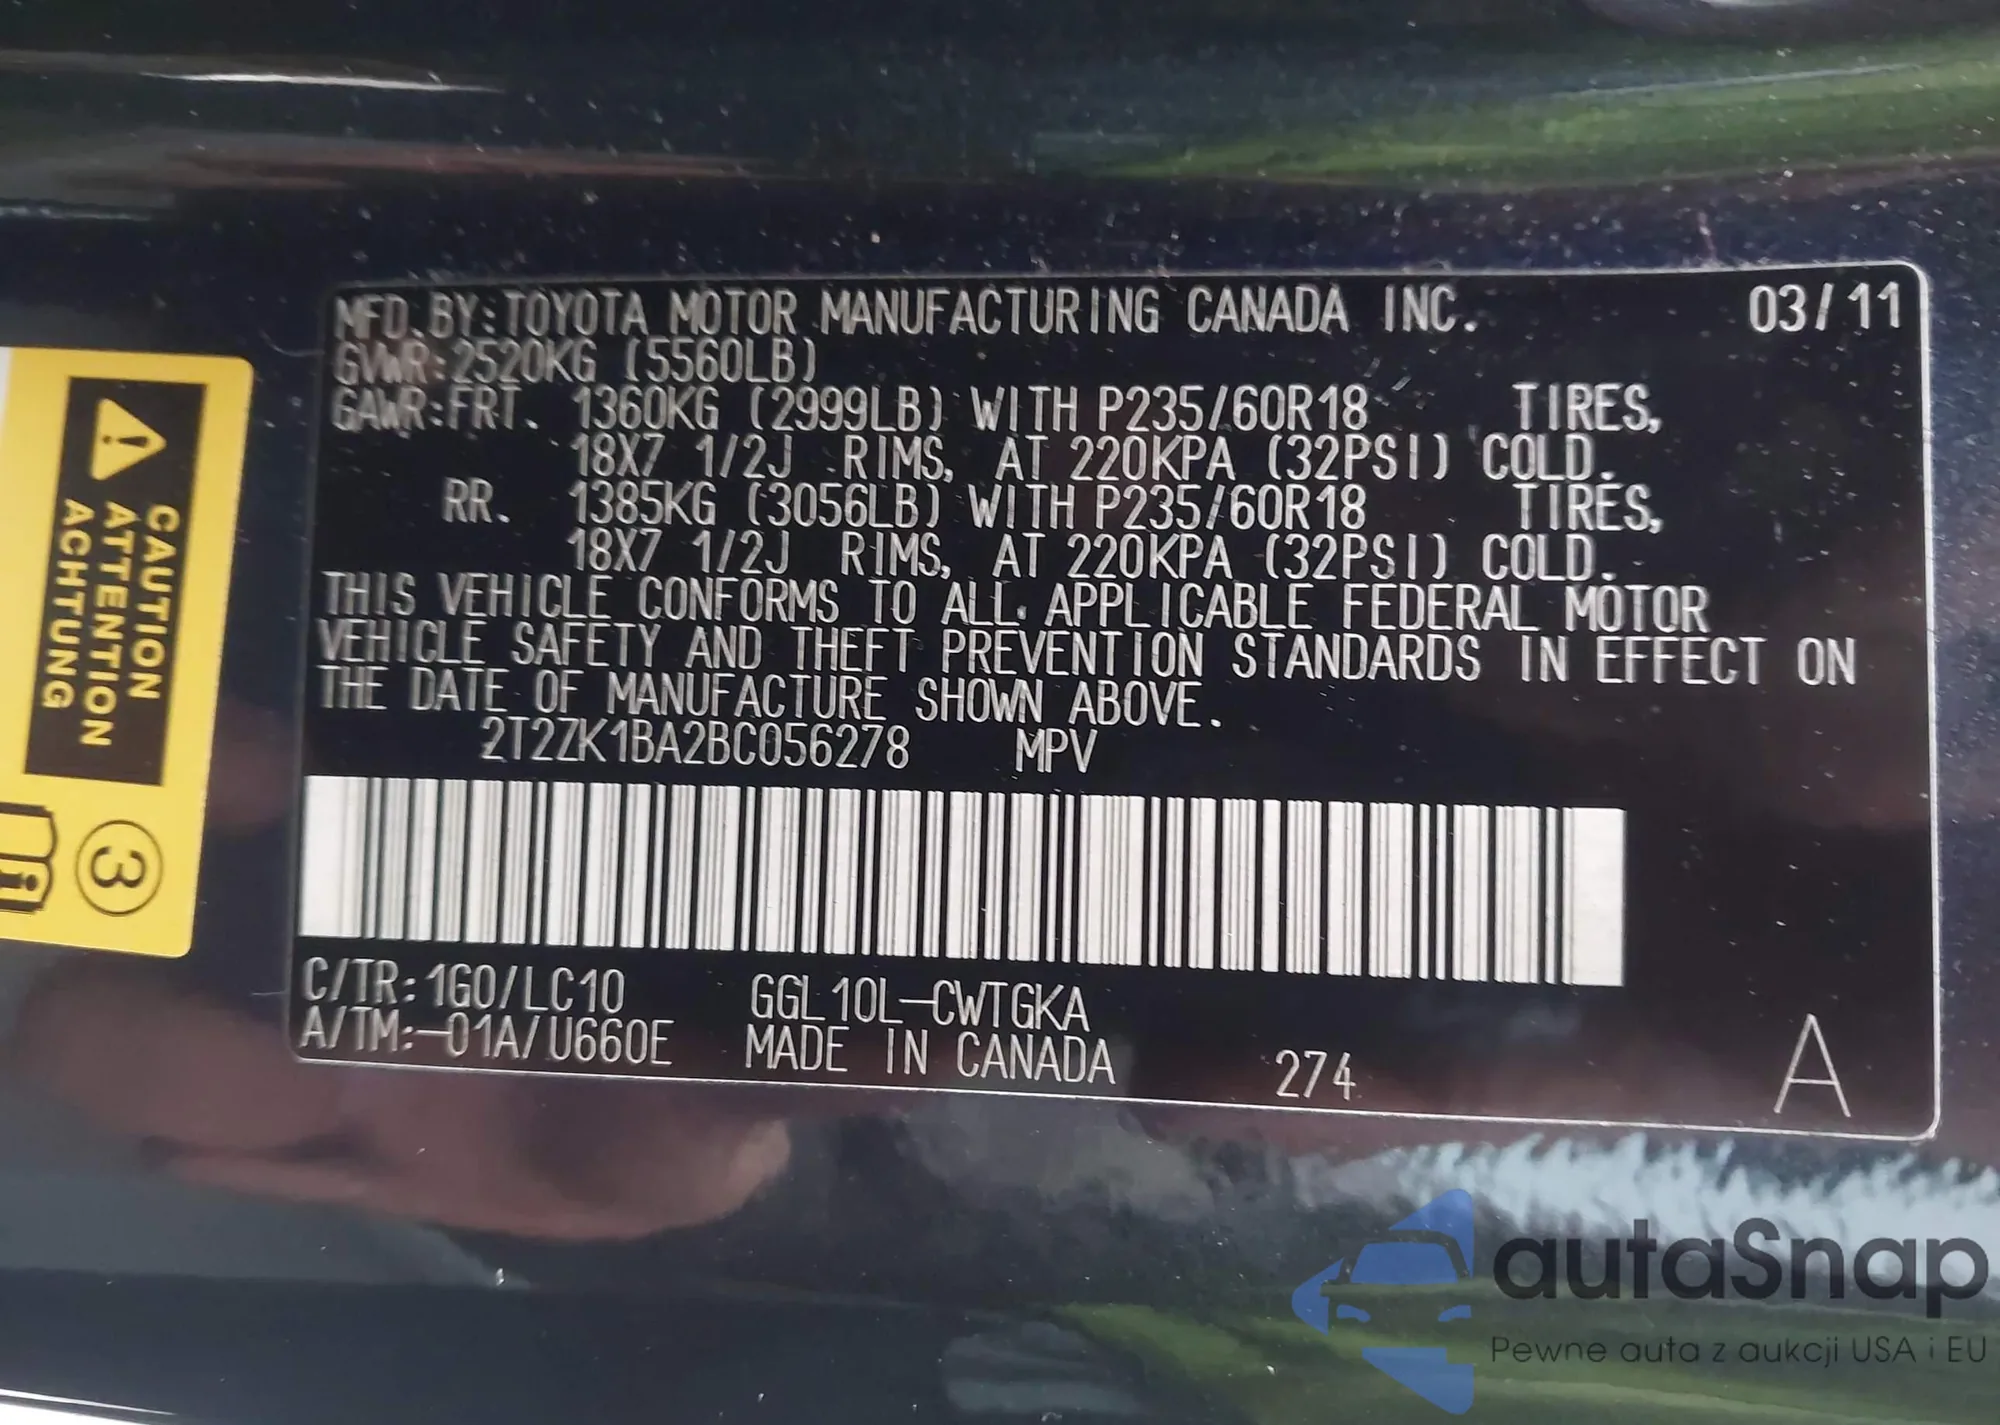 MFD. BY: TOYOTA MOTOR MANUFACTURING CANADA INC. 03/11
GVWR: 2520KG (5560LB)
GAWR: FRT. 1360KG (2999LB) WITH P235/60R18 TIRES,
18X7 1/2J RIMS, AT 220KPA (32PSI) COLD.
RR. 1385KG (3056LB) WITH P235/60R18 TIRES,
18X7 1/2J RIMS, AT 220KPA (32PSI) COLD.
THIS VEHICLE CONFORMS TO ALL APPLICABLE FEDERAL MOTOR
VEHICLE SAFETY AND THEFT PREVENTION STANDARDS IN EFFECT ON
THE DATE OF MANUFACTURE SHOWN ABOVE.
2T2ZK1BA2BC056278 MPV
C/TR: 1G0/LC10 GGL10L-CWTGKA
A/TM: -01A/U660E MADE IN CANADA 274 A
CAUTION
ATTENTION
ACHTUNG
3
autaSnap
Pewne auta z aukcji USA i EU